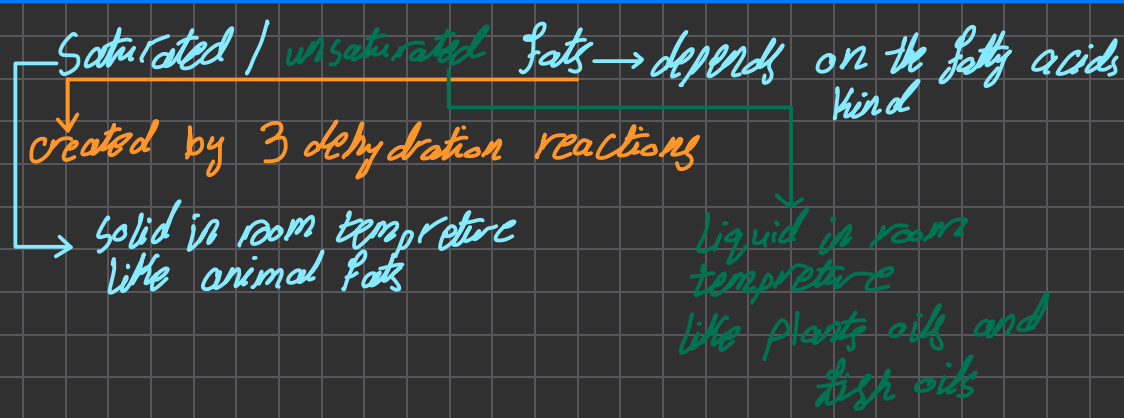 Saturated / unsaturated fats → depends on the fatty acids
kind
created by 3 dehydration reactions
solid in room tempreture
like animal fats
Liquid in room
tempreture
like plants oils and
fish oils